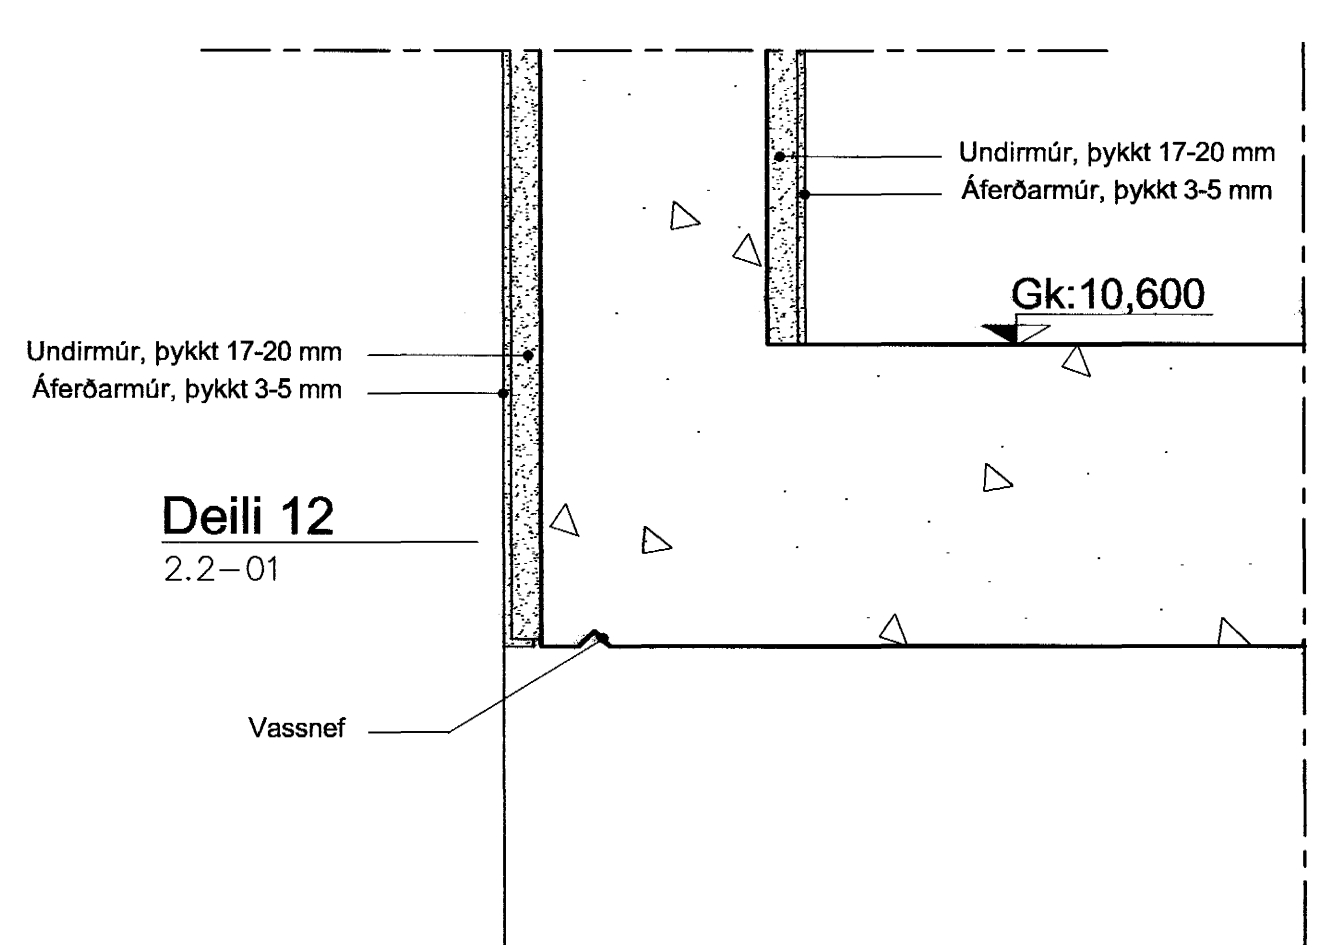 Undirmúr, þykkt 17-20 mm
Áferðarmúr, þykkt 3-5 mm
Gk:10,600
Undirmúr, þykkt 17-20 mm
Áferðarmúr, þykkt 3-5 mm
Deili 12
2.2-01
Vassnef